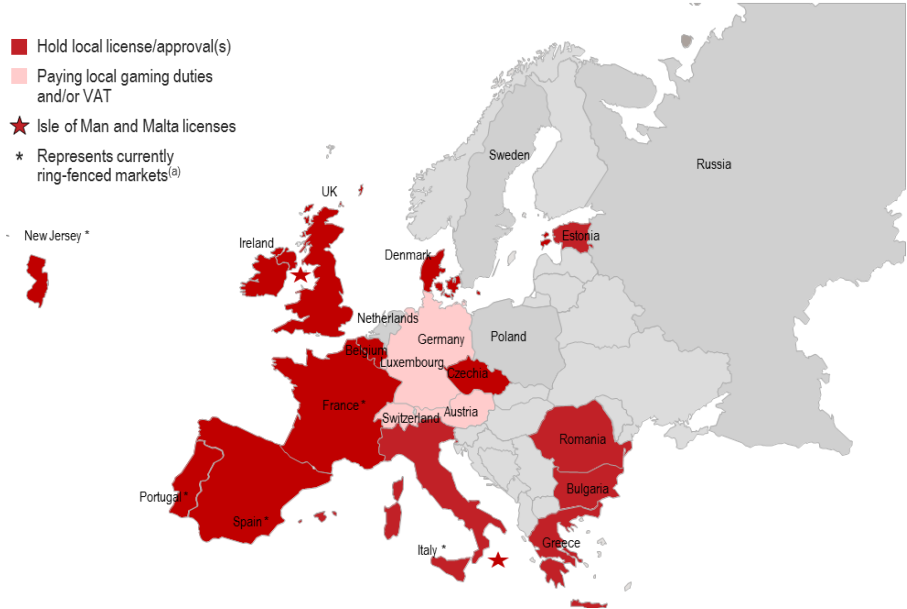 Hold local license/approval(s)
Paying local gaming duties
and/or VAT
Isle of Man and Malta licenses
* Represents currently
ring-fenced markets(a)
Sweden
Russia
UK
New Jersey *
Ireland
Estonia
Denmark
Netherlands
Germany
Poland
Belgium
Luxembourg
Czechia
France *
Switzerland
Austria
Romania
Portugal *
Bulgaria
Spain *
Italy *
Greece